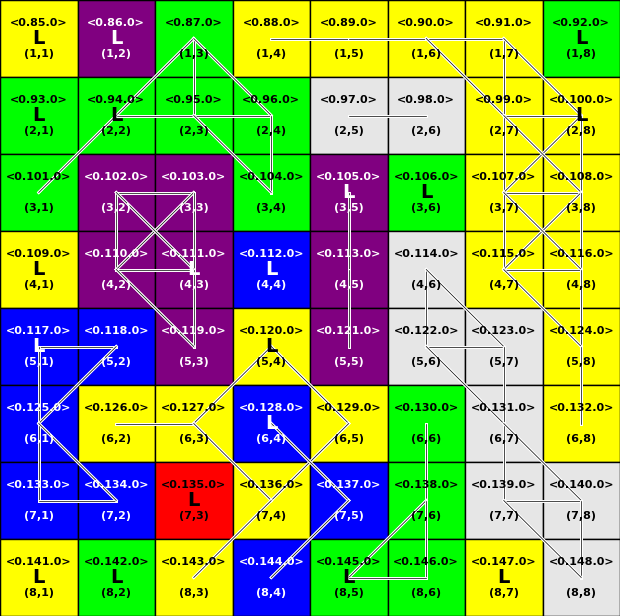 <0.85.0> <0.86.0> <0.87.0> <0.88.0> <0.89.0> <0.90.0> <0.91.0> <0.92.0>
L L L
(1,1) (1,2) (1,3) (1,4) (1,5) (1,6) (1,7) (1,8)
<0.93.0> <0.94.0> <0.95.0> <0.96.0> <0.97.0> <0.98.0> <0.99.0> <0.100.0>
L L L
(2,1) (2,2) (2,3) (2,4) (2,5) (2,6) (2,7) (2,8)
<0.101.0> <0.102.0> <0.103.0> <0.104.0> <0.105.0> <0.106.0> <0.107.0> <0.108.0>
L L
(3,1) (3,2) (3,3) (3,4) (3,5) (3,6) (3,7) (3,8)
<0.109.0> <0.110.0> <0.111.0> <0.112.0> <0.113.0> <0.114.0> <0.115.0> <0.116.0>
L L L
(4,1) (4,2) (4,3) (4,4) (4,5) (4,6) (4,7) (4,8)
<0.117.0> <0.118.0> <0.119.0> <0.120.0> <0.121.0> <0.122.0> <0.123.0> <0.124.0>
L L
(5,1) (5,2) (5,3) (5,4) (5,5) (5,6) (5,7) (5,8)
<0.125.0> <0.126.0> <0.127.0> <0.128.0> <0.129.0> <0.130.0> <0.131.0> <0.132.0>
L
(6,1) (6,2) (6,3) (6,4) (6,5) (6,6) (6,7) (6,8)
<0.133.0> <0.134.0> <0.135.0> <0.136.0> <0.137.0> <0.138.0> <0.139.0> <0.140.0>
L
(7,1) (7,2) (7,3) (7,4) (7,5) (7,6) (7,7) (7,8)
<0.141.0> <0.142.0> <0.143.0> <0.144.0> <0.145.0> <0.146.0> <0.147.0> <0.148.0>
L L L L
(8,1) (8,2) (8,3) (8,4) (8,5) (8,6) (8,7) (8,8)